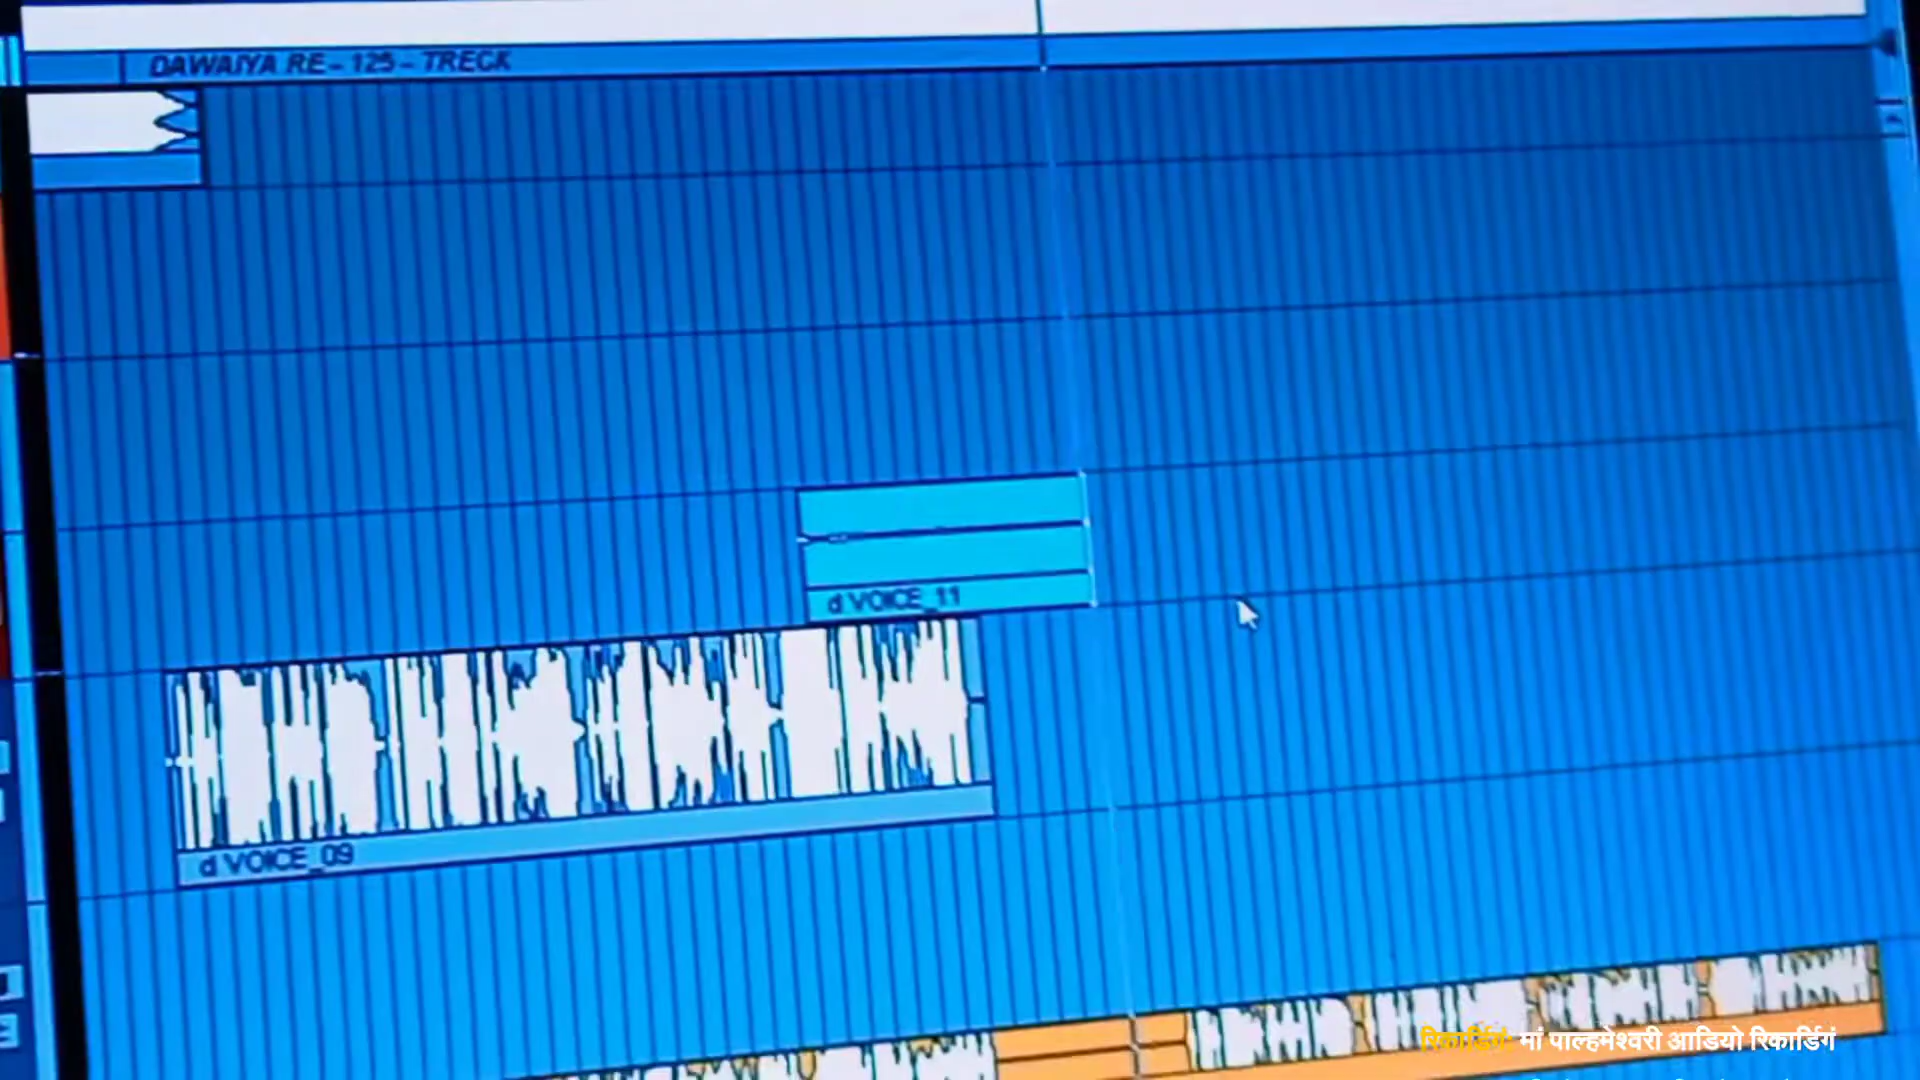 DAWAIYA RE - 125 - TRECK
d VOICE_11
d VOICE_09
रिकार्डिंग: मां पाल्हमेश्वरी आडियो रिकार्डिगं